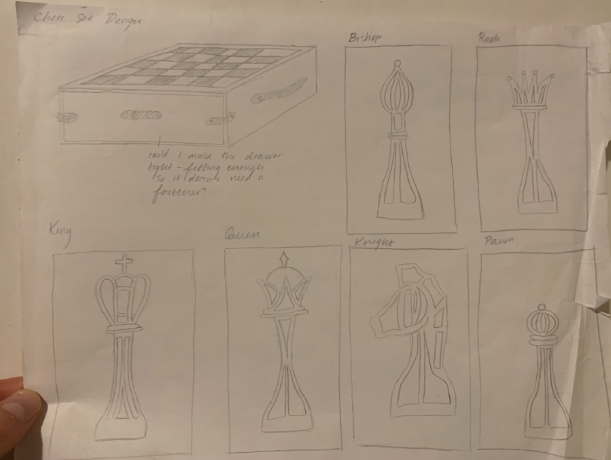 Chess Set Design
Bishop
Rook
could I make this drawer
tight-fitting enough
so it doesn't need a
fastener"
King
Queen
Knight
Pawn